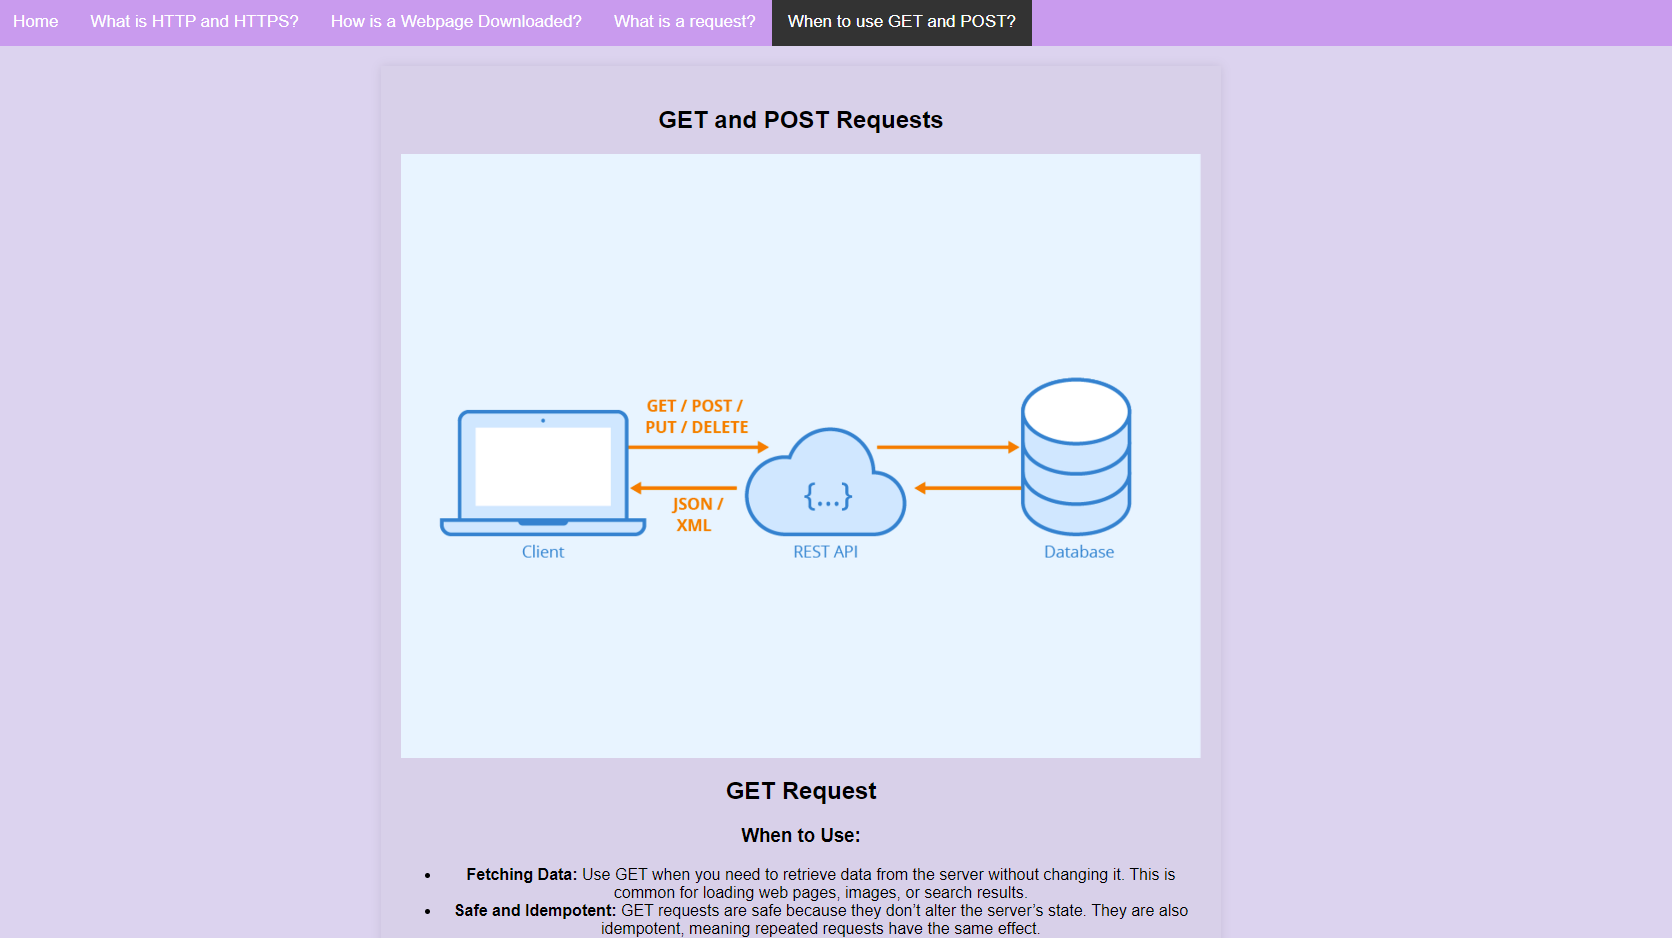 Home What is HTTP and HTTPS? How is a Webpage Downloaded? What is a request? When to use GET and POST?
GET and POST Requests
GET / POST /
PUT / DELETE
JSON /
XML
{...}
Client
REST API
Database
GET Request
When to Use:
• Fetching Data: Use GET when you need to retrieve data from the server without changing it. This is
common for loading web pages, images, or search results.
• Safe and Idempotent: GET requests are safe because they don’t alter the server’s state. They are also
idempotent, meaning repeated requests have the same effect.